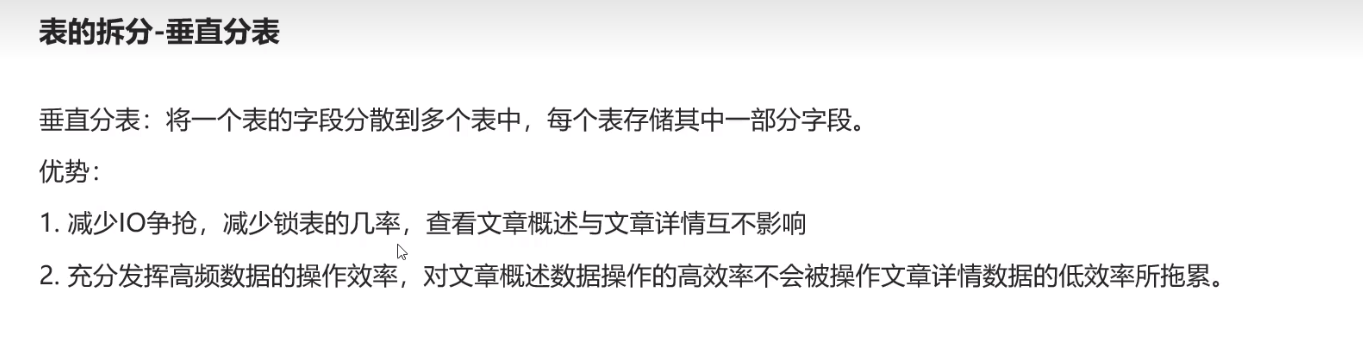 表的拆分-垂直分表
垂直分表：将一个表的字段分散到多个表中，每个表存储其中一部分字段。
优势：
1. 减少IO争抢，减少锁表的几率，查看文章概述与文章详情互不影响
2. 充分发挥高频数据的操作效率，对文章概述数据操作的高效率不会被操作文章详情数据的低效率所拖累。